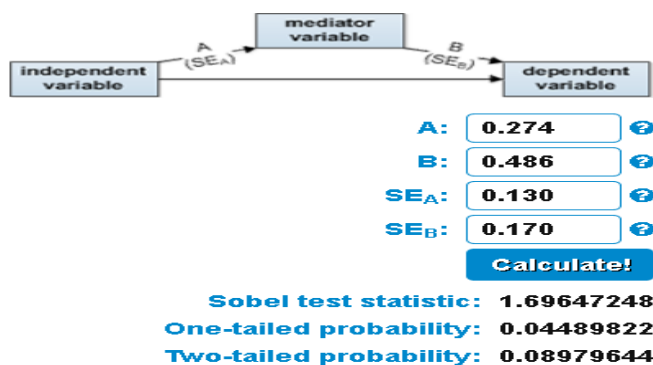 mediator
variable
A
(SEA)
B
(SEB)
independent
variable
dependent
variable
A: 0.274 ?
B: 0.486 ?
SEA: 0.130 ?
SEB: 0.170 ?
Calculate!
Sobel test statistic: 1.69647248
One-tailed probability: 0.04489822
Two-tailed probability: 0.08979644